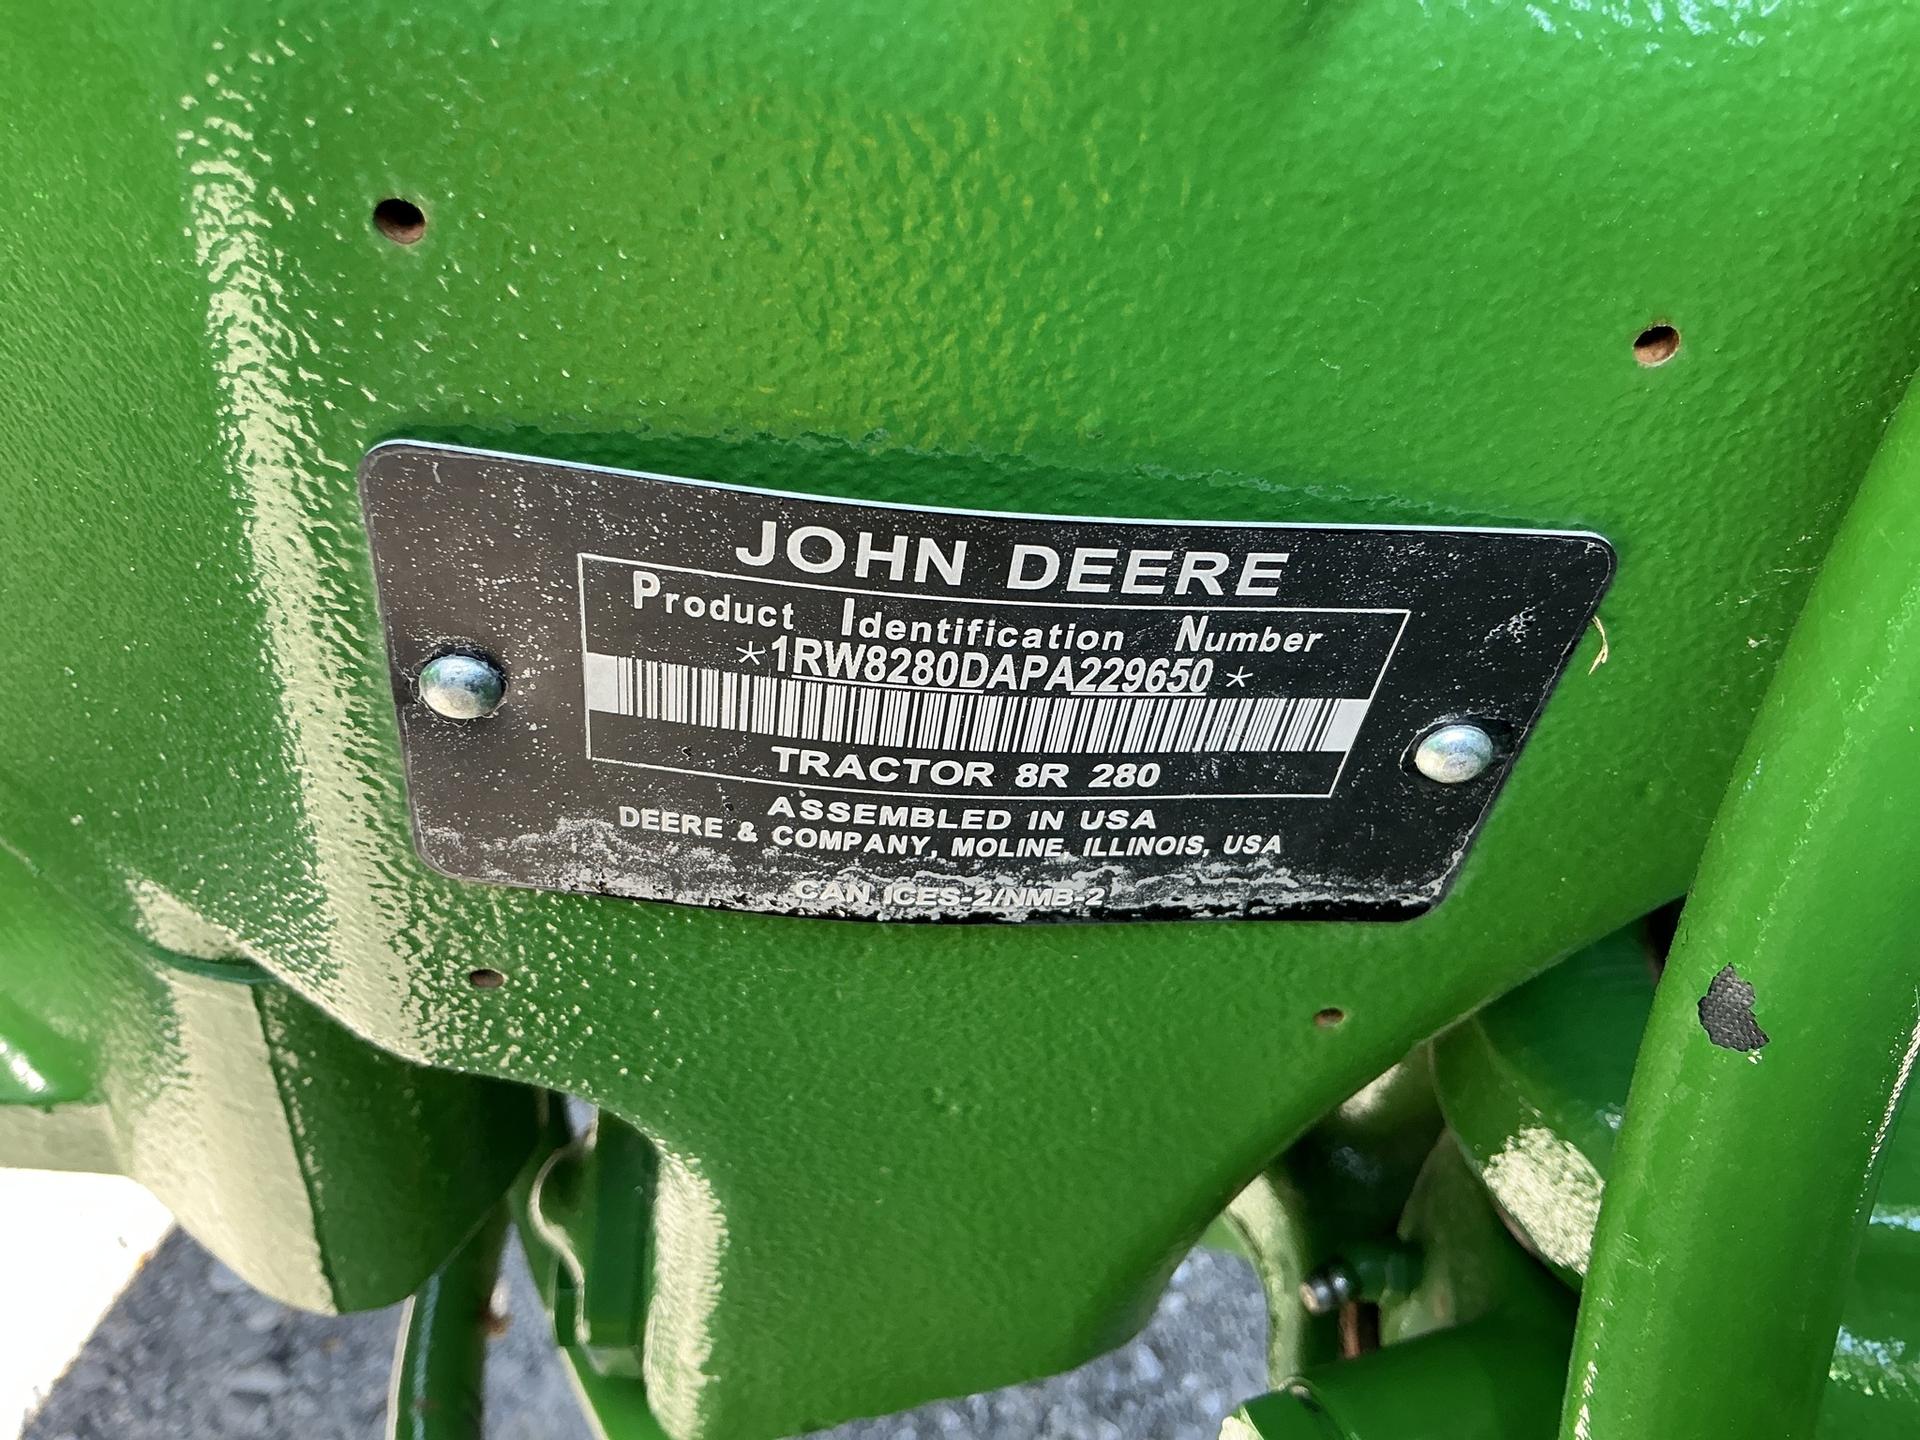 JOHN DEERE
Product Identification Number
*1RW8280DAPA229650*
TRACTOR 8R 280
ASSEMBLED IN USA
DEERE & COMPANY, MOLINE, ILLINOIS, USA
CAN ICES-2/NMB-2